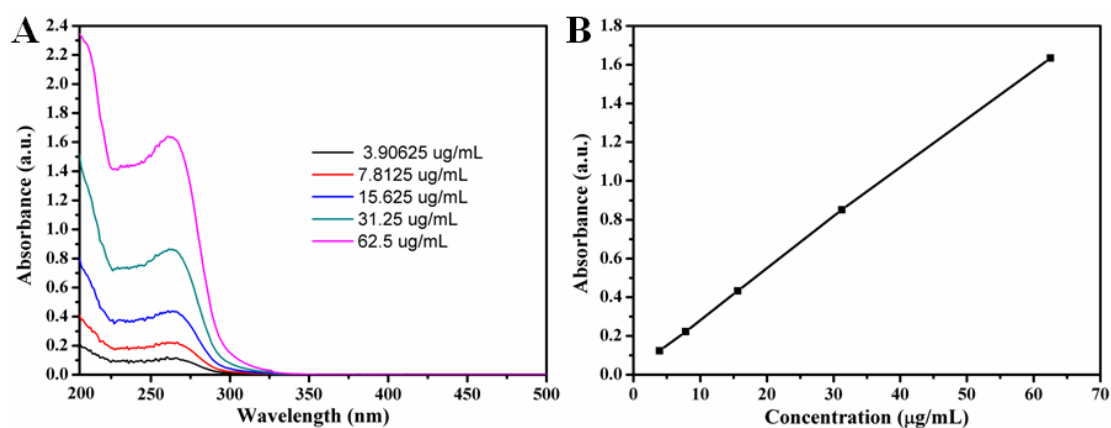 A
Absorbance (a.u.)
2.4
2.2
2.0
1.8
1.6
1.4
1.2
1.0
0.8
0.6
0.4
0.2
0.0
3.90625 ug/mL
7.8125 ug/mL
15.625 ug/mL
31.25 ug/mL
62.5 ug/mL
200 250 300 350 400 450 500
Wavelength (nm)
B
Absorbance (a.u.)
1.8
1.6
1.4
1.2
1.0
0.8
0.6
0.4
0.2
0.0
0 10 20 30 40 50 60 70
Concentration (μg/mL)